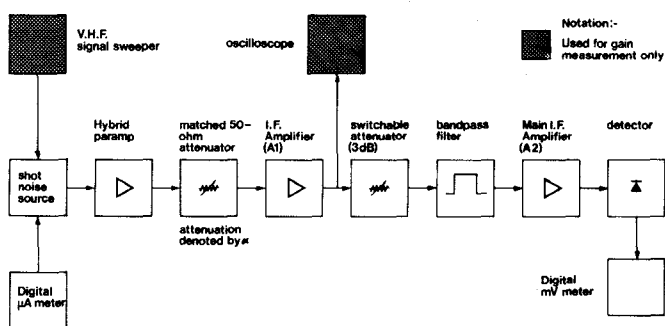 V.H.F.
signal sweeper
oscilloscope
Notation:-
Used for gain
measurement only
Hybrid
paramp
matched 50-
ohm
attenuator
I.F.
Amplifier
(A1)
switchable
attenuator
(3dB)
bandpass
filter
Main I.F.
Amplifier
(A2)
detector
shot
noise
source
attenuation
denoted by α
Digital
μA meter
Digital
mV meter